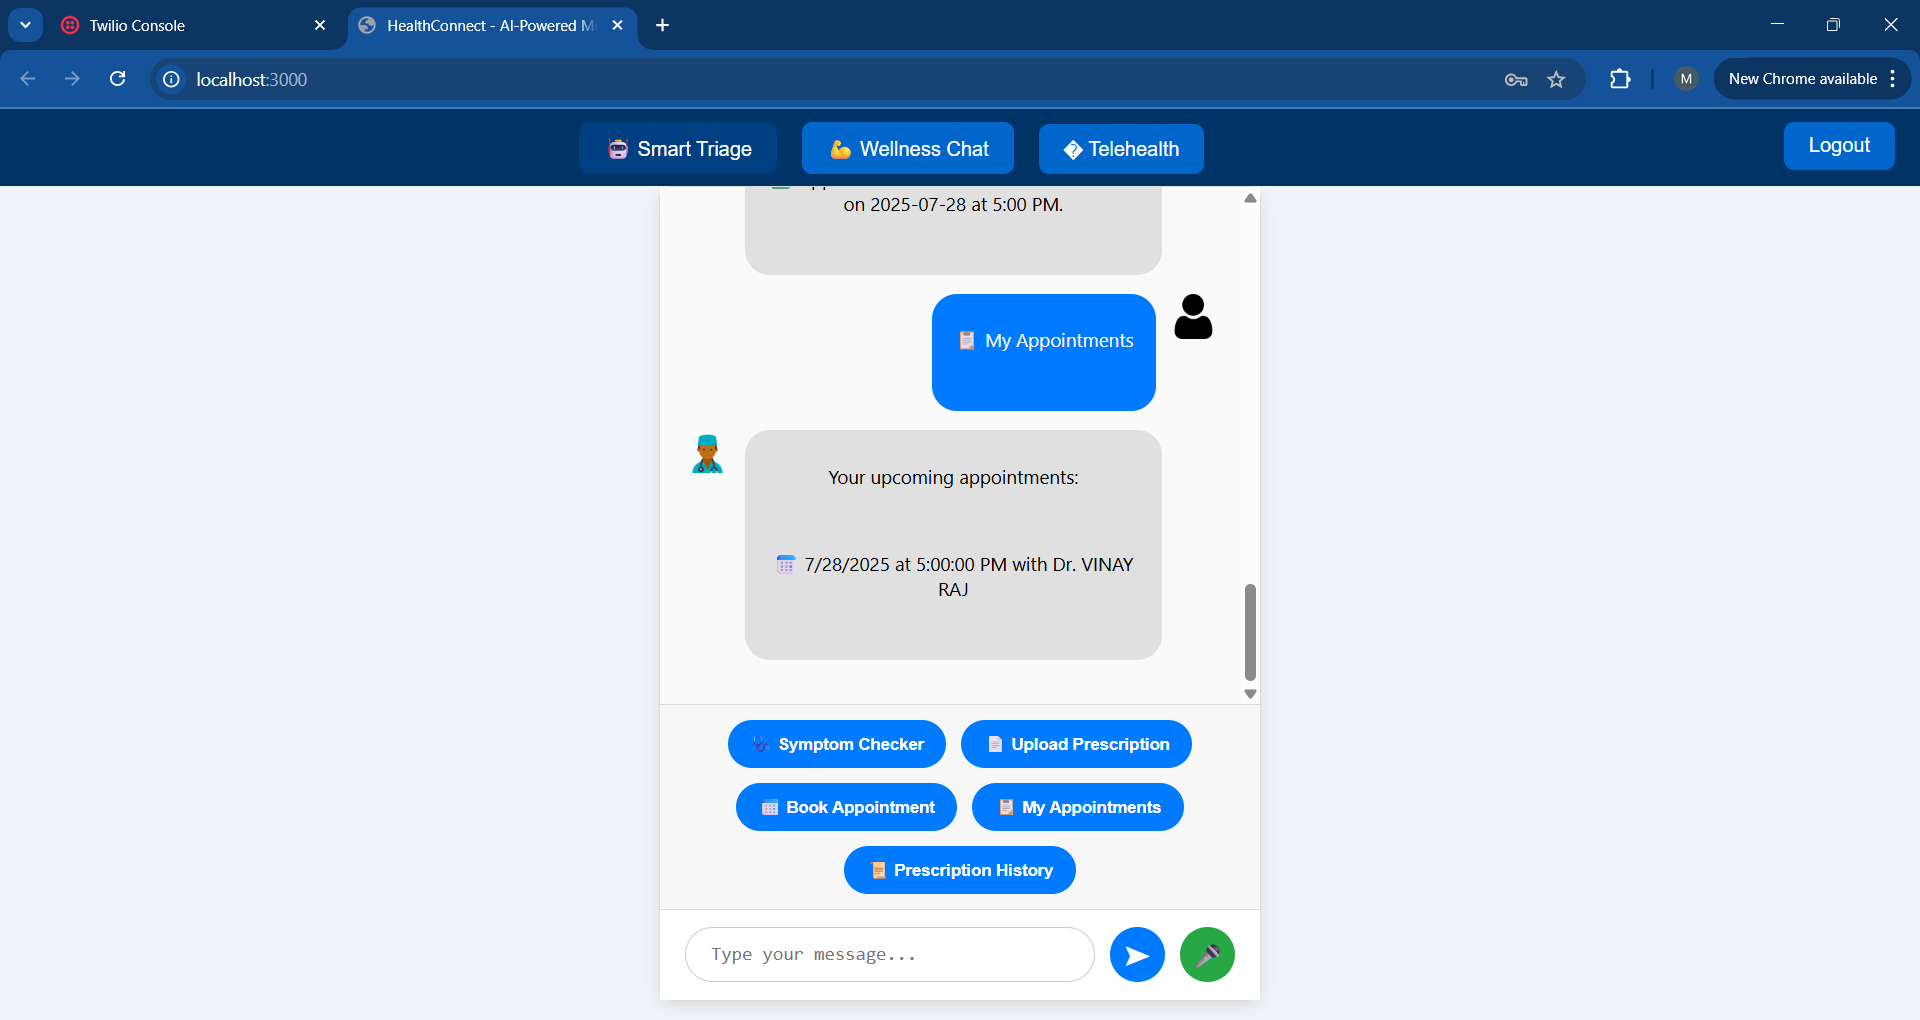 Twilio Console
HealthConnect - AI-Powered M
localhost:3000
M
New Chrome available
Smart Triage
Wellness Chat
� Telehealth
Logout
on 2025-07-28 at 5:00 PM.
My Appointments
Your upcoming appointments:
7/28/2025 at 5:00:00 PM with Dr. VINAY
RAJ
Symptom Checker
Upload Prescription
Book Appointment
My Appointments
Prescription History
Type your message...